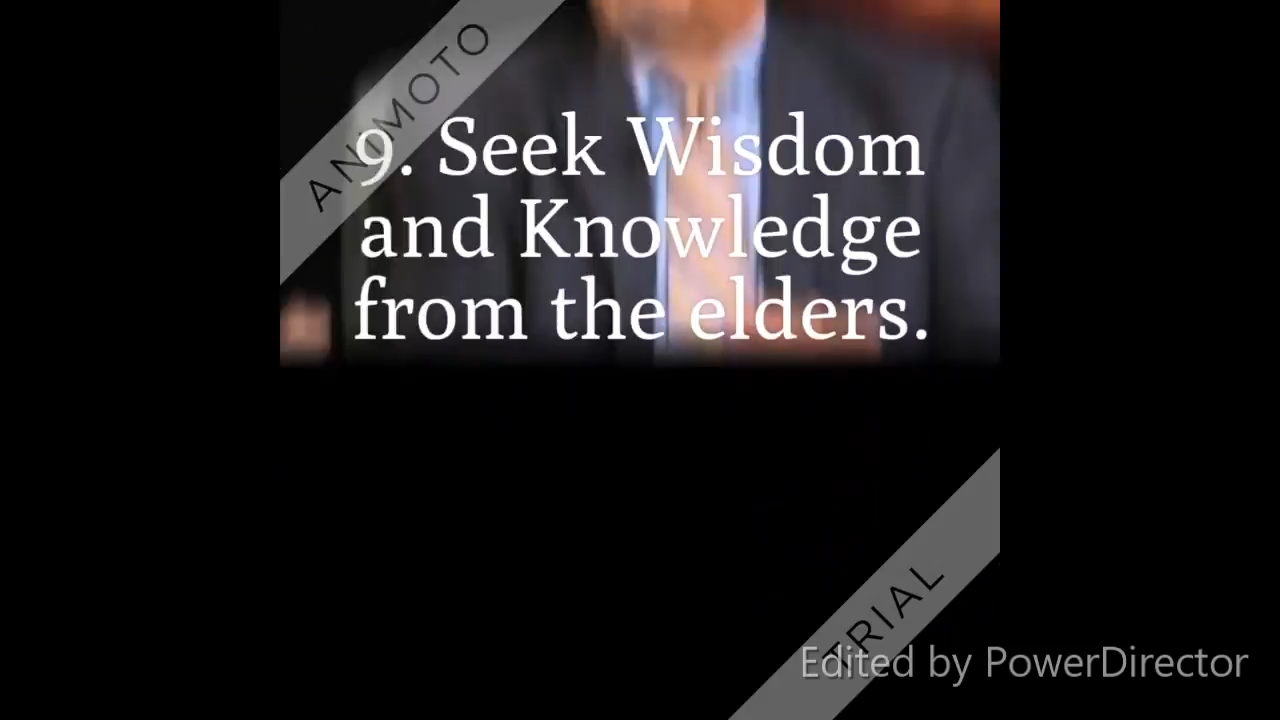 ANIMOTO
9. Seek Wisdom
and Knowledge
from the elders.
TRIAL
Edited by PowerDirector